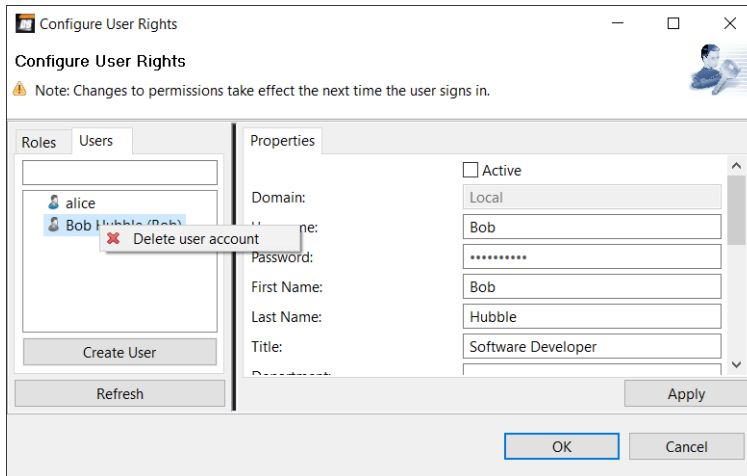 Configure User Rights
Configure User Rights
Note: Changes to permissions take effect the next time the user signs in.
Roles
Users
alice
Bob Hubble (Bob)
Delete user account
Create User
Refresh
Properties
Active
Domain:
Local
Bob
Password:
••••••••••
First Name:
Bob
Last Name:
Hubble
Title:
Software Developer
Department:
Apply
OK
Cancel